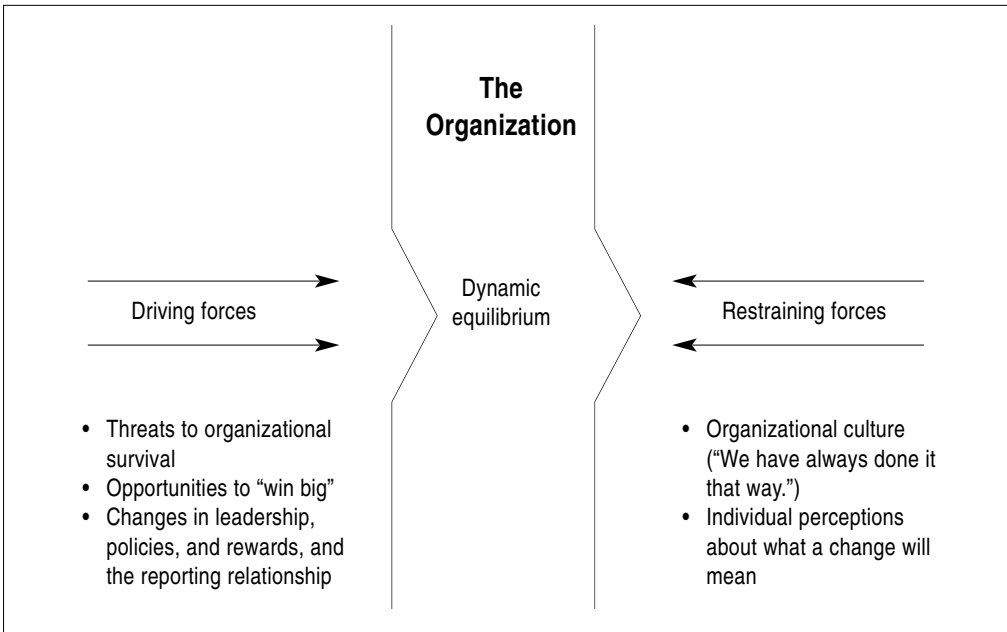 The
Organization
Driving forces
Dynamic
equilibrium
Restraining forces
• Threats to organizational
survival
• Opportunities to “win big”
• Changes in leadership,
policies, and rewards, and
the reporting relationship
• Organizational culture
(“We have always done it
that way.”)
• Individual perceptions
about what a change will
mean